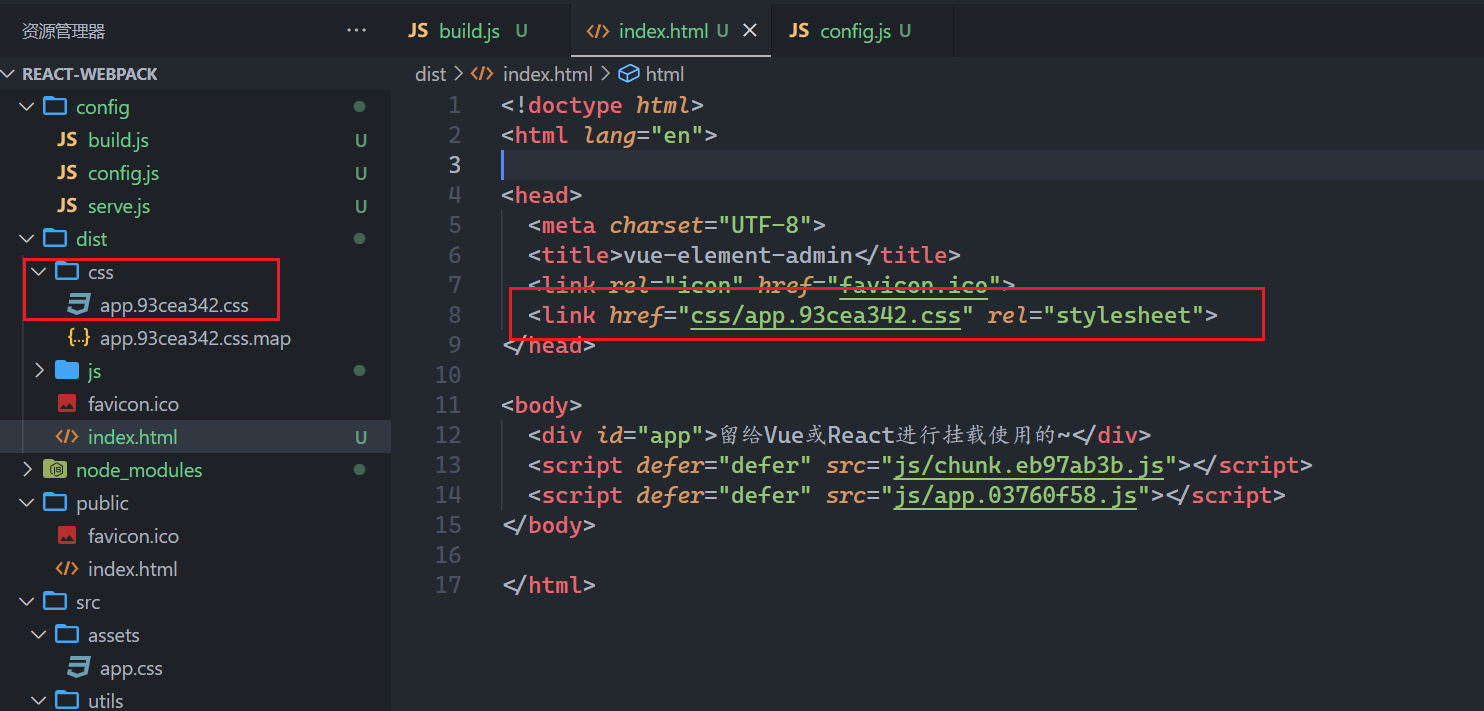 资源管理器 ···
JS build.js U
index.html U
JS config.js U
REACT-WEBPACK
config
JS build.js U
JS config.js U
JS serve.js U
dist
css
app.93cea342.css
{..} app.93cea342.css.map
js
favicon.ico
index.html U
node_modules
public
favicon.ico
index.html
src
assets
app.css
utils
dist > index.html > html
1 <!doctype html>
2 <html lang="en">
3
4 <head>
5 <meta charset="UTF-8">
6 <title>vue-element-admin</title>
7 <link rel="icon" href="favicon.ico">
8 <link href="css/app.93cea342.css" rel="stylesheet">
9 </head>
10
11 <body>
12 <div id="app">留给Vue或React进行挂载使用的~</div>
13 <script defer="defer" src="js/chunk.eb97ab3b.js"></script>
14 <script defer="defer" src="js/app.03760f58.js"></script>
15 </body>
16
17 </html>